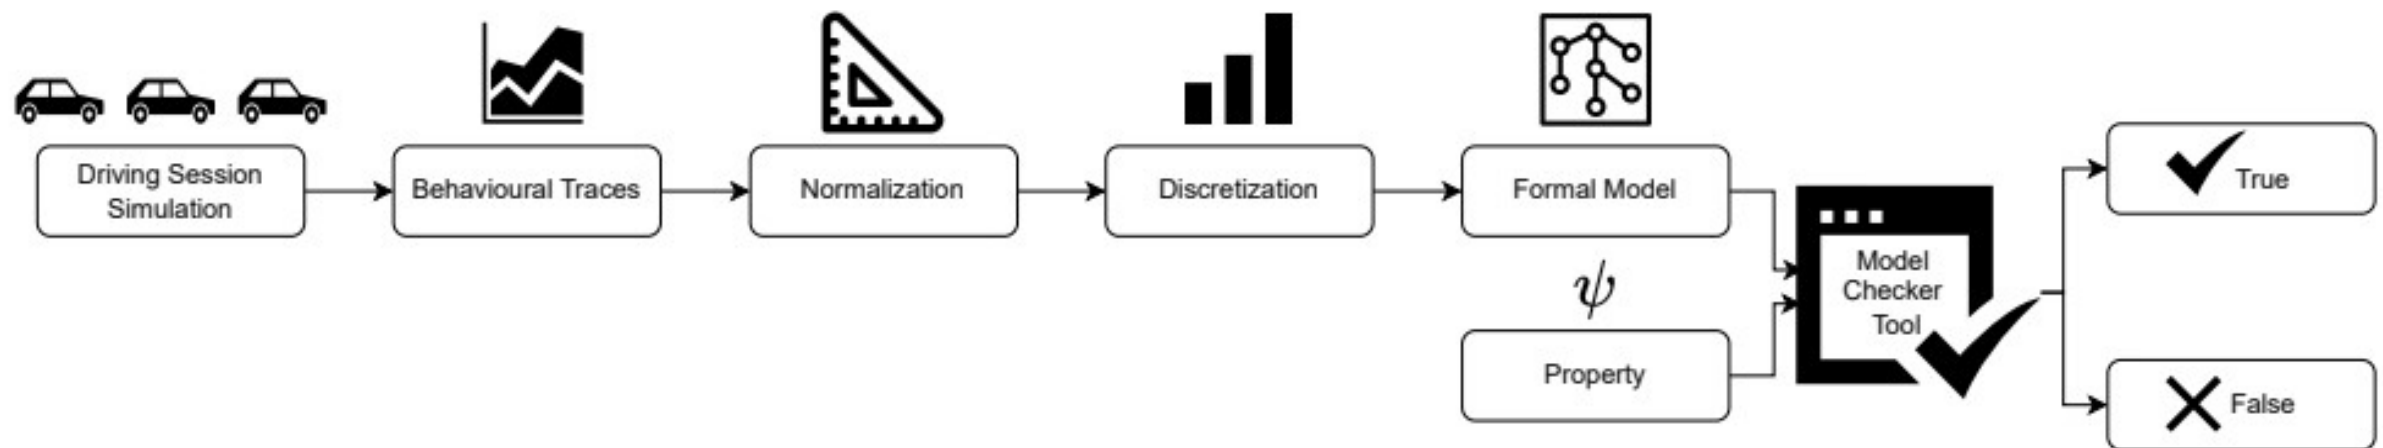 Driving Session
Simulation
Behavioural Traces
Normalization
Discretization
Formal Model
ψ
Property
Model
Checker
Tool
True
False